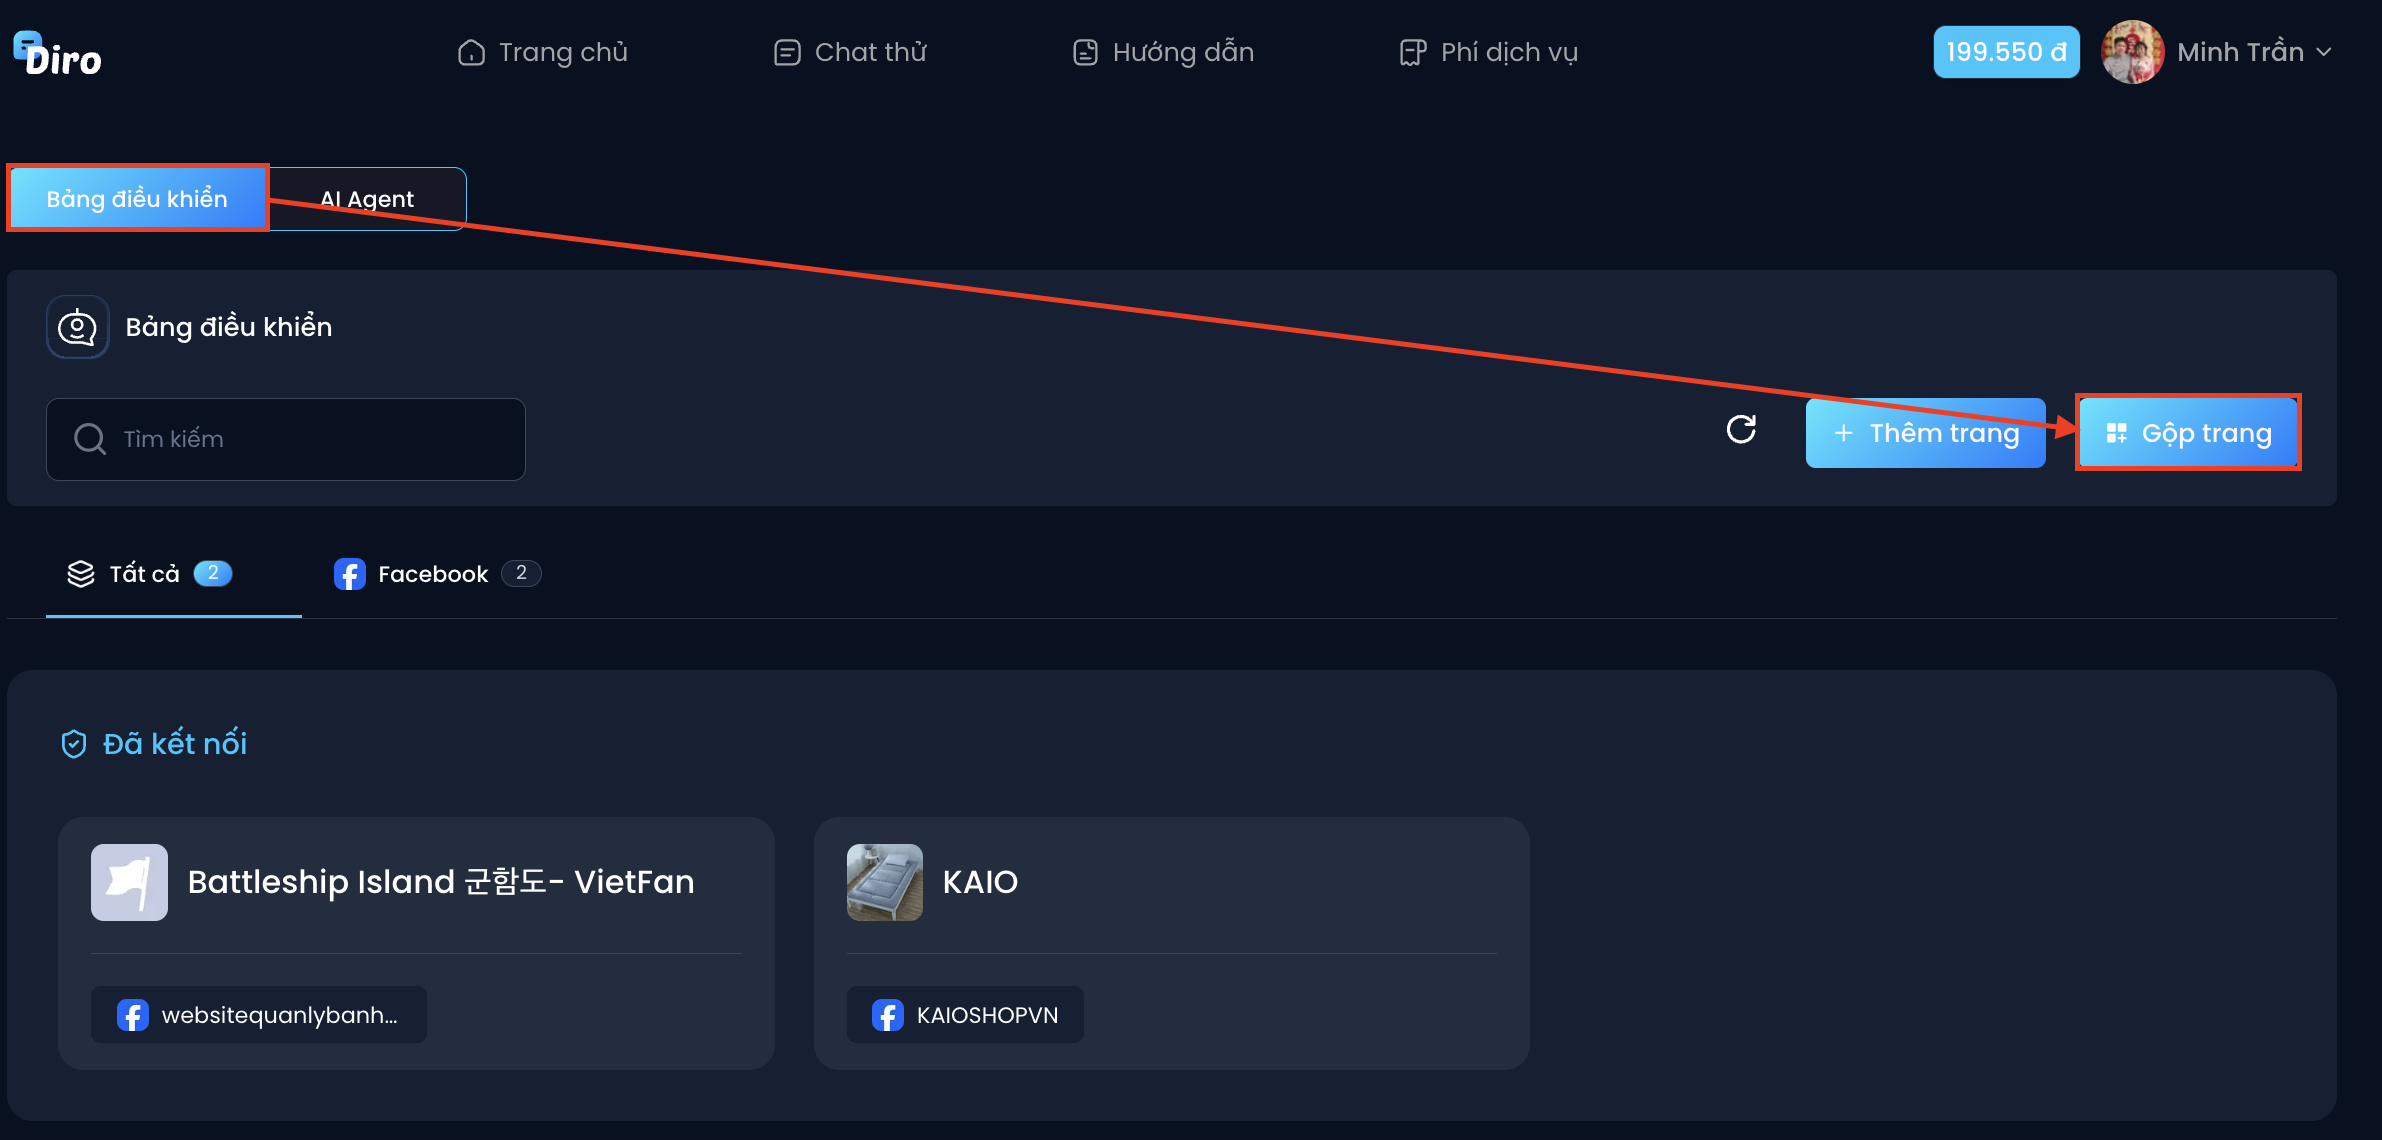 Diro
Trang chủ
Chat thử
Hướng dẫn
Phí dịch vụ
199.550 đ
Minh Trần
Bảng điều khiển
AI Agent
Bảng điều khiển
Tìm kiếm
Thêm trang
Gộp trang
Tất cả 2
Facebook 2
Đã kết nối
Battleship Island 군함도- VietFan
KAIO
websitequanlybanh...
KAIOSHOPVN